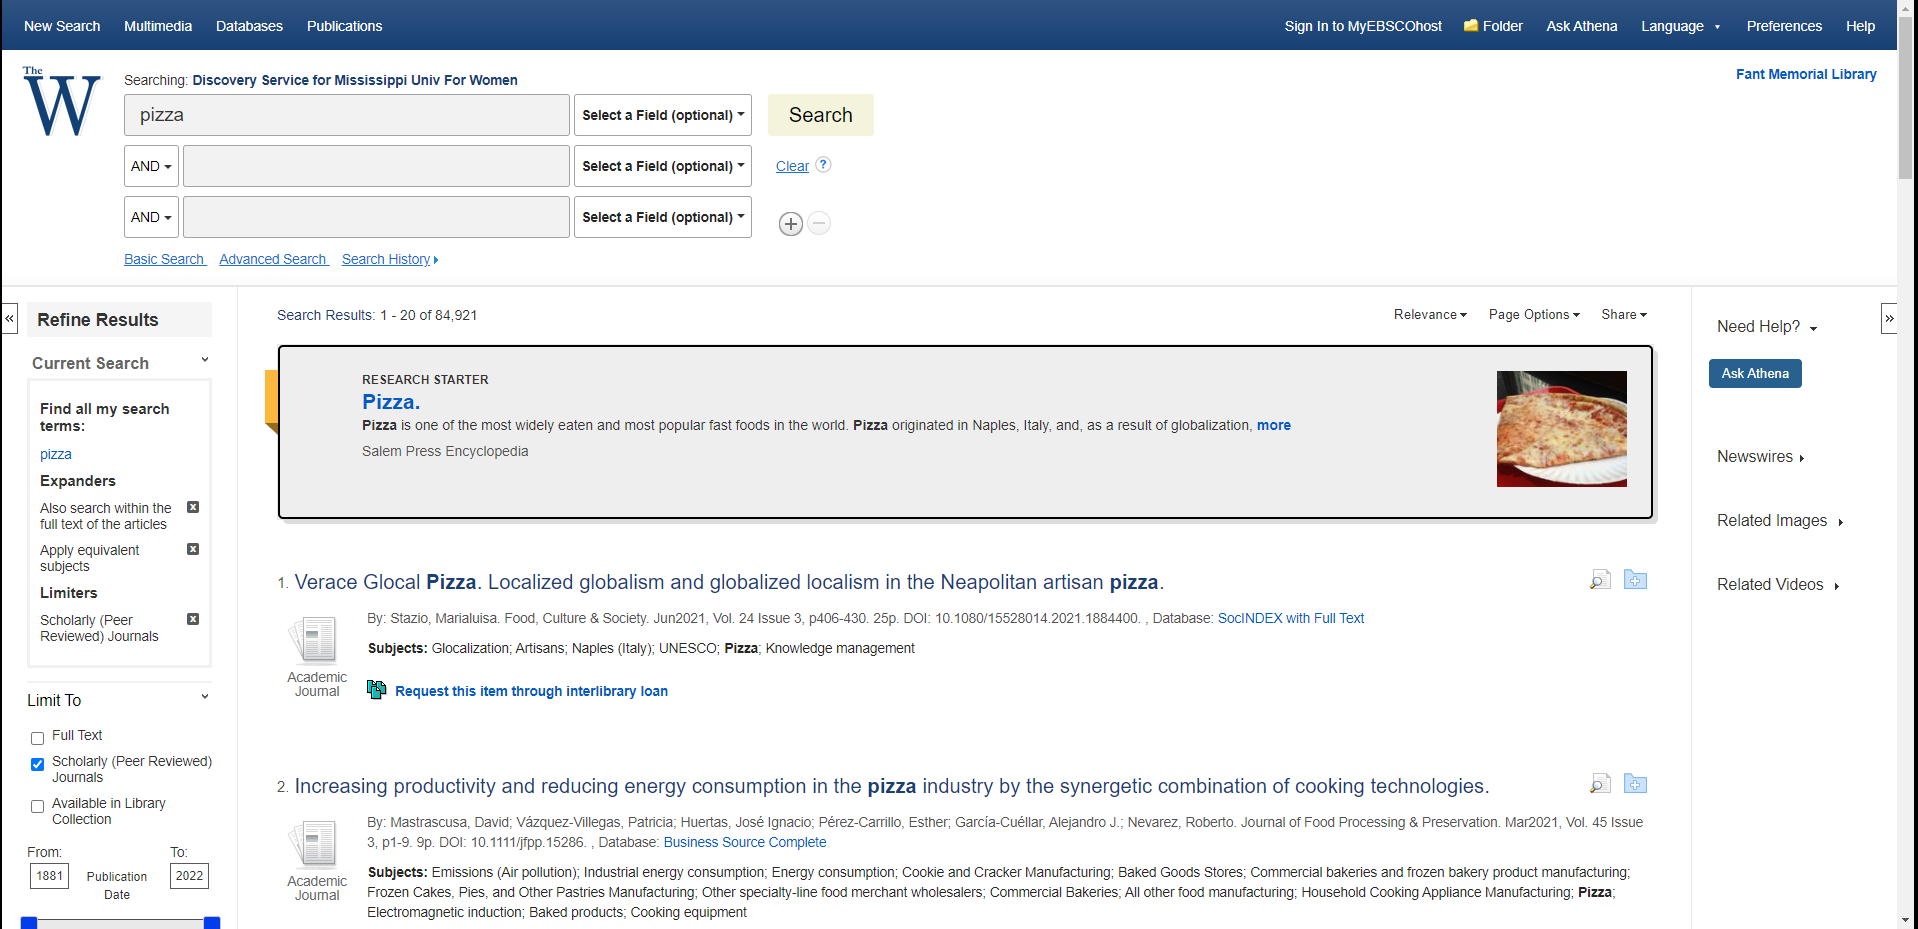 New Search Multimedia Databases Publications Sign In to MyEBSCOhost Folder Ask Athena Language Preferences Help
The W
Searching: Discovery Service for Mississippi Univ For Women
Fant Memorial Library
pizza Select a Field (optional) Search
AND Select a Field (optional) Clear ?
AND Select a Field (optional)
Basic Search Advanced Search Search History
«
Refine Results
Current Search
Find all my search
terms:
pizza
Expanders
Also search within the
full text of the articles
Apply equivalent
subjects
Limiters
Scholarly (Peer
Reviewed) Journals
Limit To
Full Text
Scholarly (Peer Reviewed)
Journals
Available in Library
Collection
From: To:
1881 Publication 2022
Date
Search Results: 1 - 20 of 84,921
Relevance Page Options Share
RESEARCH STARTER
Pizza.
Pizza is one of the most widely eaten and most popular fast foods in the world. Pizza originated in Naples, Italy, and, as a result of globalization, more
Salem Press Encyclopedia
1. Verace Glocal Pizza. Localized globalism and globalized localism in the Neapolitan artisan pizza.
By: Stazio, Marialuisa. Food, Culture & Society. Jun2021, Vol. 24 Issue 3, p406-430. 25p. DOI: 10.1080/15528014.2021.1884400. , Database: SocINDEX with Full Text
Subjects: Glocalization; Artisans; Naples (Italy); UNESCO; Pizza; Knowledge management
Academic
Journal
Request this item through interlibrary loan
2. Increasing productivity and reducing energy consumption in the pizza industry by the synergetic combination of cooking technologies.
By: Mastrascusa, David; Vázquez-Villegas, Patricia; Huertas, José Ignacio; Pérez-Carrillo, Esther; García-Cuéllar, Alejandro J.; Nevarez, Roberto. Journal of Food Processing & Preservation. Mar2021, Vol. 45 Issue
3, p1-9. 9p. DOI: 10.1111/jfpp.15286. , Database: Business Source Complete
Subjects: Emissions (Air pollution); Industrial energy consumption; Energy consumption; Cookie and Cracker Manufacturing; Baked Goods Stores; Commercial bakeries and frozen bakery product manufacturing;
Frozen Cakes, Pies, and Other Pastries Manufacturing; Other specialty-line food merchant wholesalers; Commercial Bakeries; All other food manufacturing; Household Cooking Appliance Manufacturing; Pizza;
Electromagnetic induction; Baked products; Cooking equipment
Academic
Journal
»
Need Help?
Ask Athena
Newswires
Related Images
Related Videos